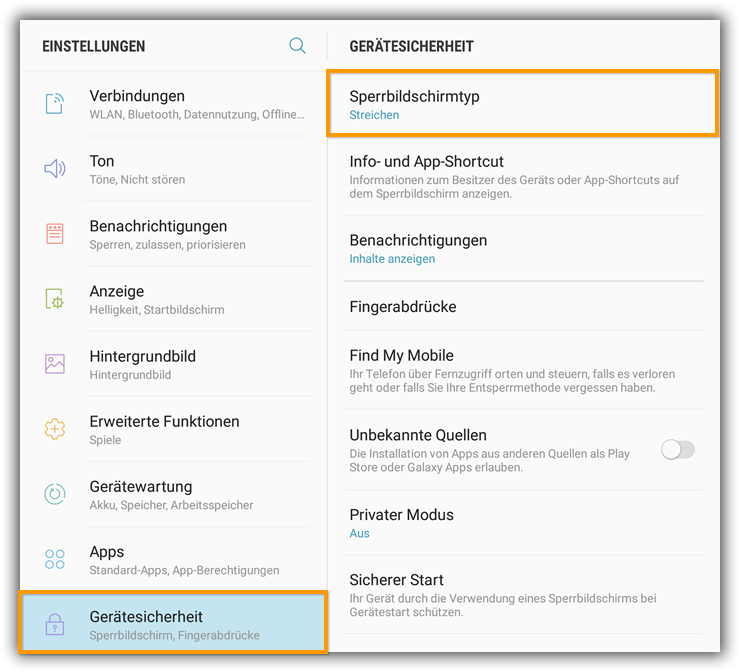 EINSTELLUNGEN
Verbindungen
WLAN, Bluetooth, Datennutzung, Offline...
Ton
Töne, Nicht stören
Benachrichtigungen
Sperren, zulassen, priorisieren
Anzeige
Helligkeit, Startbildschirm
Hintergrundbild
Hintergrundbild
Erweiterte Funktionen
Spiele
Gerätewartung
Akku, Speicher, Arbeitsspeicher
Apps
Standard-Apps, App-Berechtigungen
Gerätesicherheit
Sperrbildschirm, Fingerabdrücke
GERÄTESICHERHEIT
Sperrbildschirmtyp
Streichen
Info- und App-Shortcut
Informationen zum Besitzer des Geräts oder App-Shortcuts auf
dem Sperrbildschirm anzeigen.
Benachrichtigungen
Inhalte anzeigen
Fingerabdrücke
Find My Mobile
Ihr Telefon über Fernzugriff orten und steuern, falls es verloren
geht oder falls Sie Ihre Entsperrmethode vergessen haben.
Unbekannte Quellen
Die Installation von Apps aus anderen Quellen als Play
Store oder Galaxy Apps erlauben.
Privater Modus
Aus
Sicherer Start
Ihr Gerät durch die Verwendung eines Sperrbildschirms bei
Gerätestart schützen.